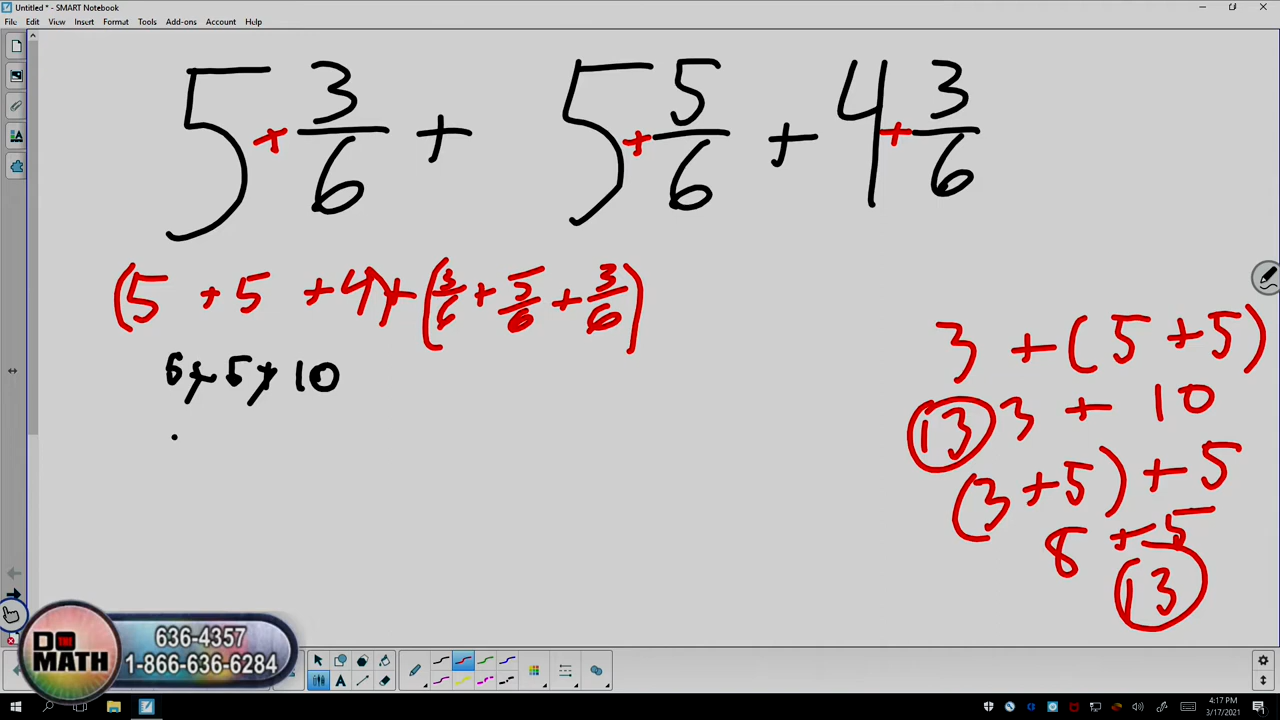 Untitled * - SMART Notebook
File Edit View Insert Format Tools Add-ons Account Help
5 + 3/6 + 5 + 5/6 + 4 + 3/6
(5 + 5 + 4) + (3/6 + 5/6 + 3/6)
10
3 + (5 + 5)
13 3 + 10
(3 + 5) + 5
8 + 5
13
DO THE MATH
636-4357
1-866-636-6284
4:17 PM
3/17/2021